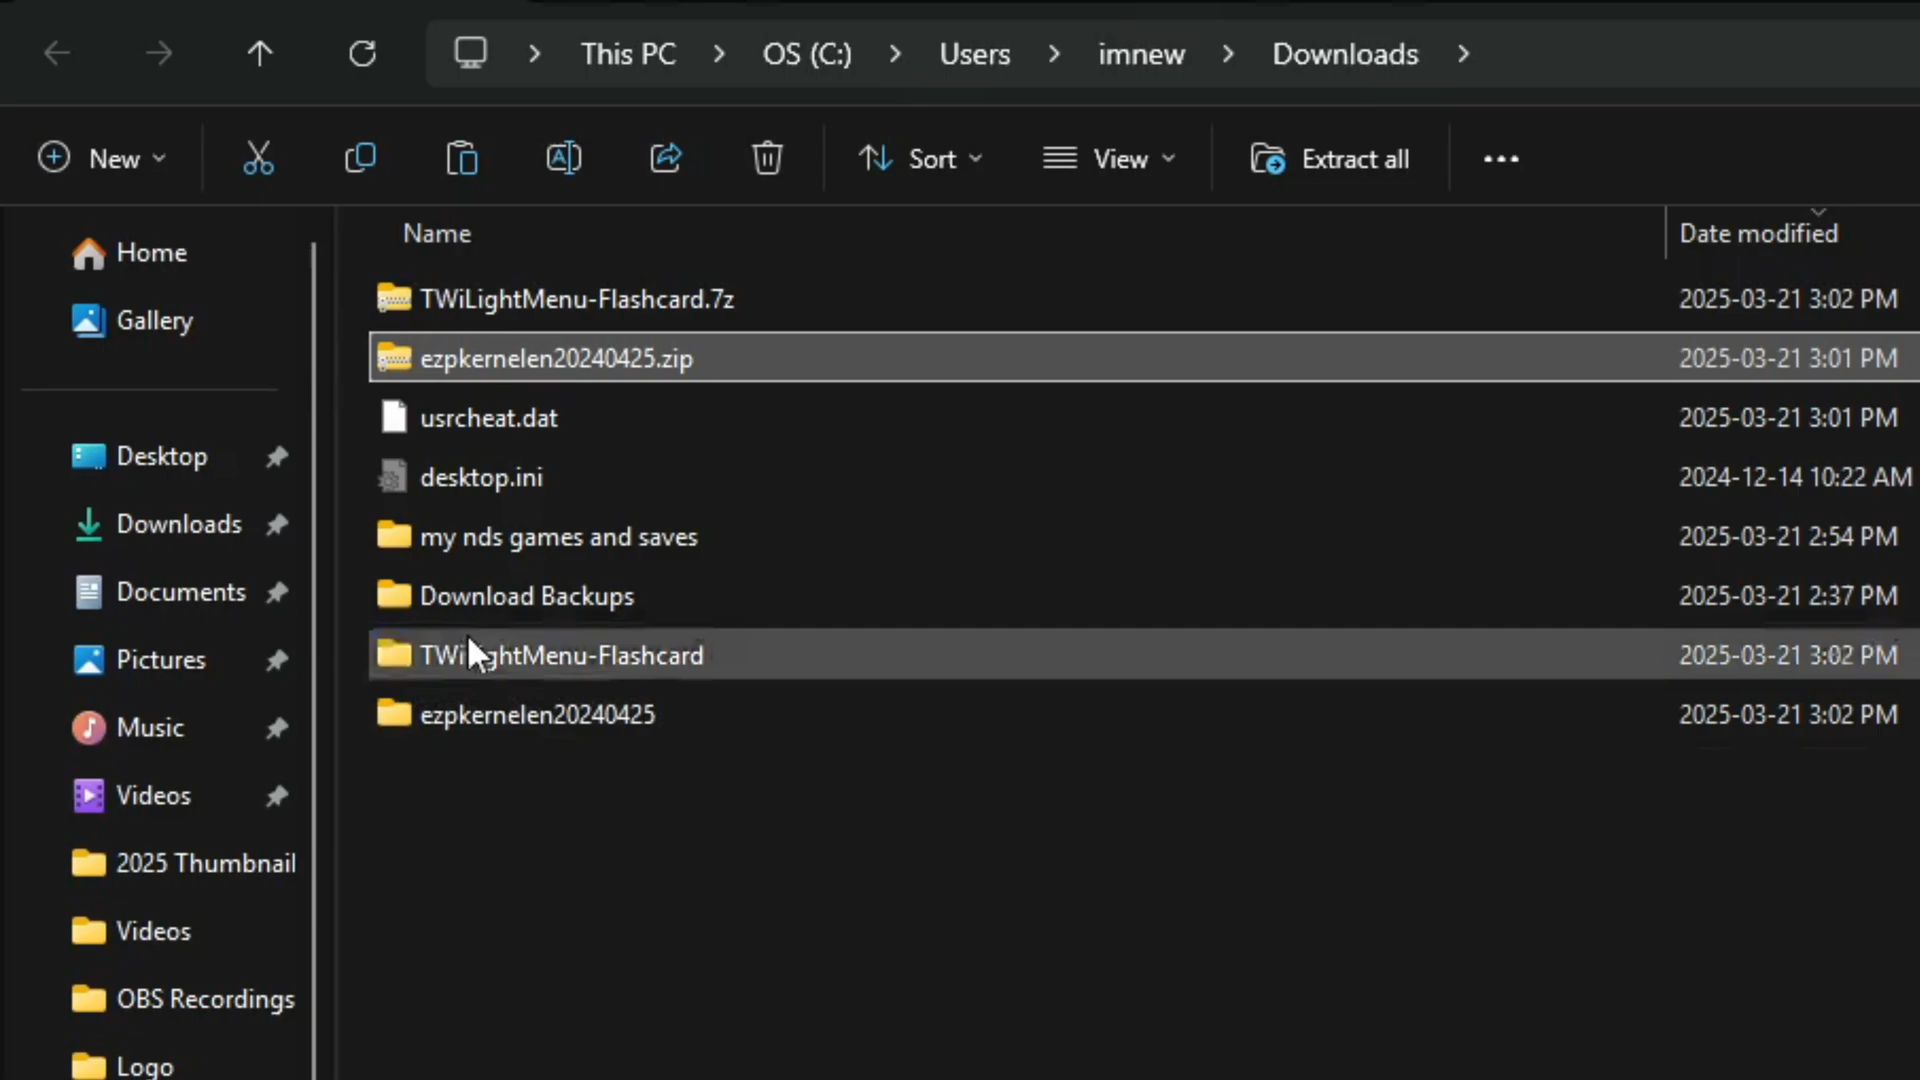 This PC > OS (C:) > Users > imnew > Downloads >
New Sort View Extract all
Name Date modified
Home
Gallery
Desktop
Downloads
Documents
Pictures
Music
Videos
2025 Thumbnail
Videos
OBS Recordings
Logo
TWiLightMenu-Flashcard.7z 2025-03-21 3:02 PM
ezpkernelen20240425.zip 2025-03-21 3:01 PM
usrcheat.dat 2025-03-21 3:01 PM
desktop.ini 2024-12-14 10:22 AM
my nds games and saves 2025-03-21 2:54 PM
Download Backups 2025-03-21 2:37 PM
TWiLightMenu-Flashcard 2025-03-21 3:02 PM
ezpkernelen20240425 2025-03-21 3:02 PM